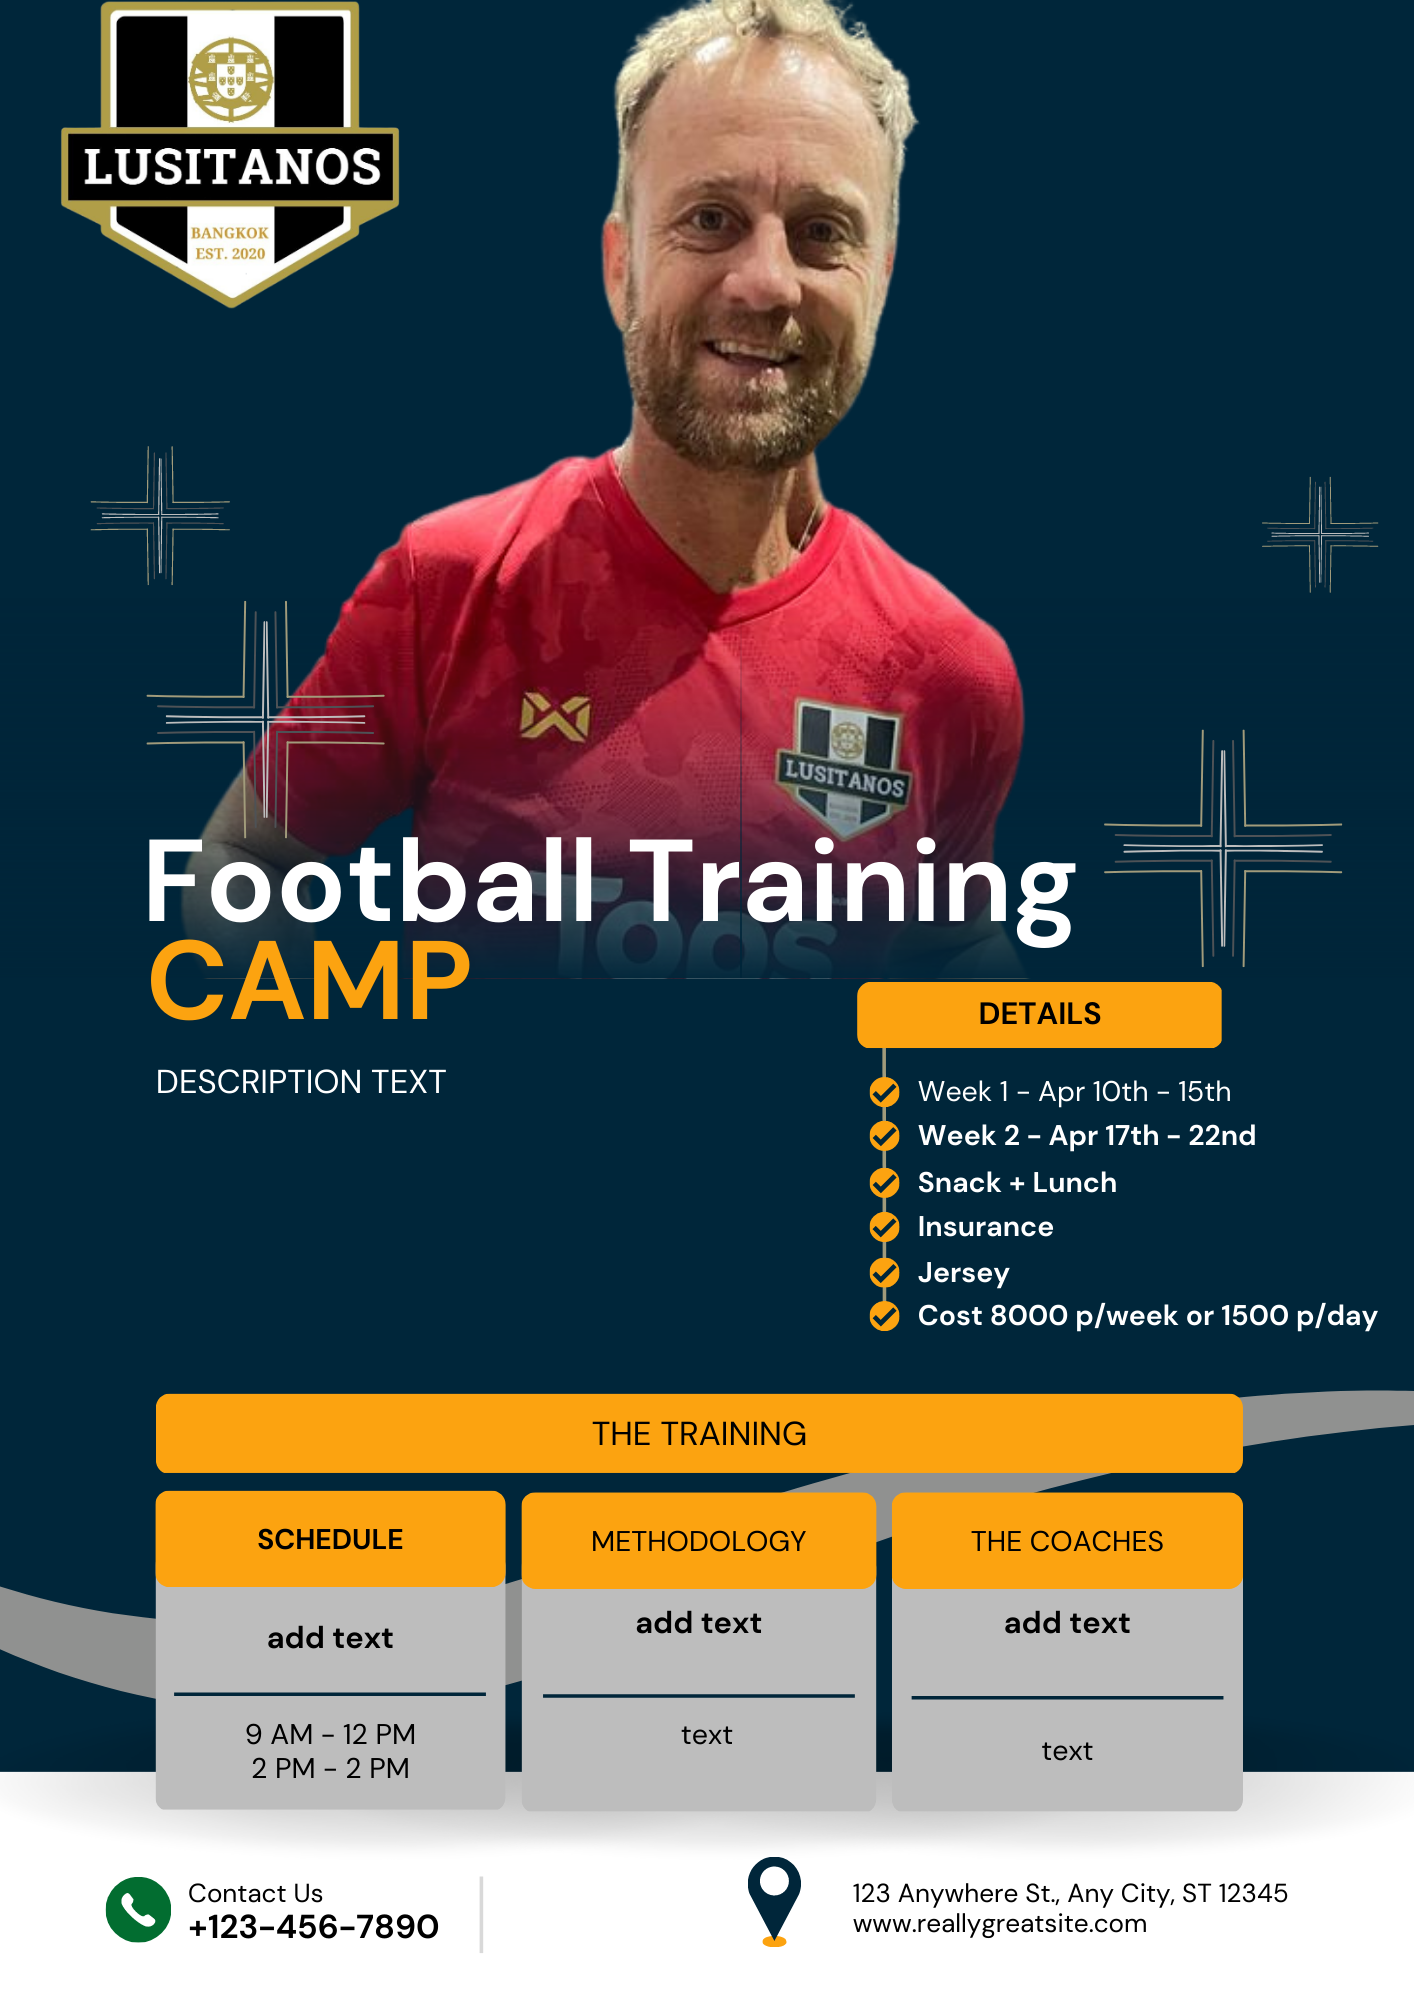 LUSITANOS
BANGKOK
EST. 2020
LUSITANOS
Football Training
CAMP
DESCRIPTION TEXT
DETAILS
Week 1 - Apr 10th - 15th
Week 2 - Apr 17th - 22nd
Snack + Lunch
Insurance
Jersey
Cost 8000 p/week or 1500 p/day
THE TRAINING
SCHEDULE
add text
9 AM - 12 PM
2 PM - 2 PM
METHODOLOGY
add text
text
THE COACHES
add text
text
Contact Us
+123-456-7890
123 Anywhere St., Any City, ST 12345
www.reallygreatsite.com